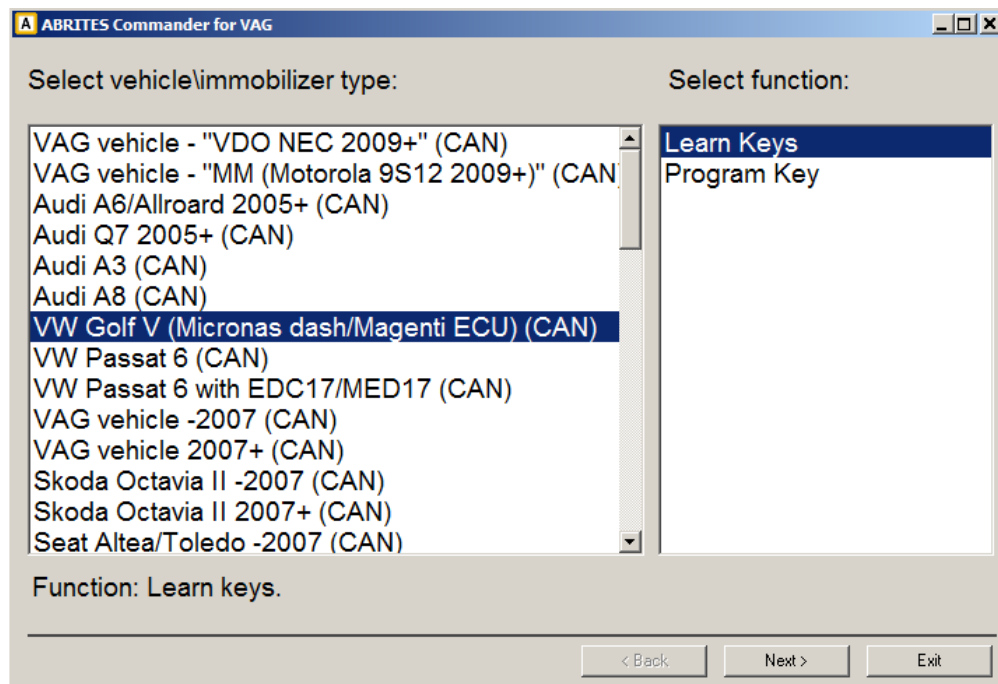 A ABRITES Commander for VAG
Select vehicle\immobilizer type:
Select function:
VAG vehicle - "VDO NEC 2009+" (CAN)
VAG vehicle - "MM (Motorola 9S12 2009+)" (CAN)
Audi A6/Allroard 2005+ (CAN)
Audi Q7 2005+ (CAN)
Audi A3 (CAN)
Audi A8 (CAN)
VW Golf V (Micronas dash/Magenti ECU) (CAN)
VW Passat 6 (CAN)
VW Passat 6 with EDC17/MED17 (CAN)
VAG vehicle -2007 (CAN)
VAG vehicle 2007+ (CAN)
Skoda Octavia II -2007 (CAN)
Skoda Octavia II 2007+ (CAN)
Seat Altea/Toledo -2007 (CAN)
Learn Keys
Program Key
Function: Learn keys.
< Back
Next >
Exit